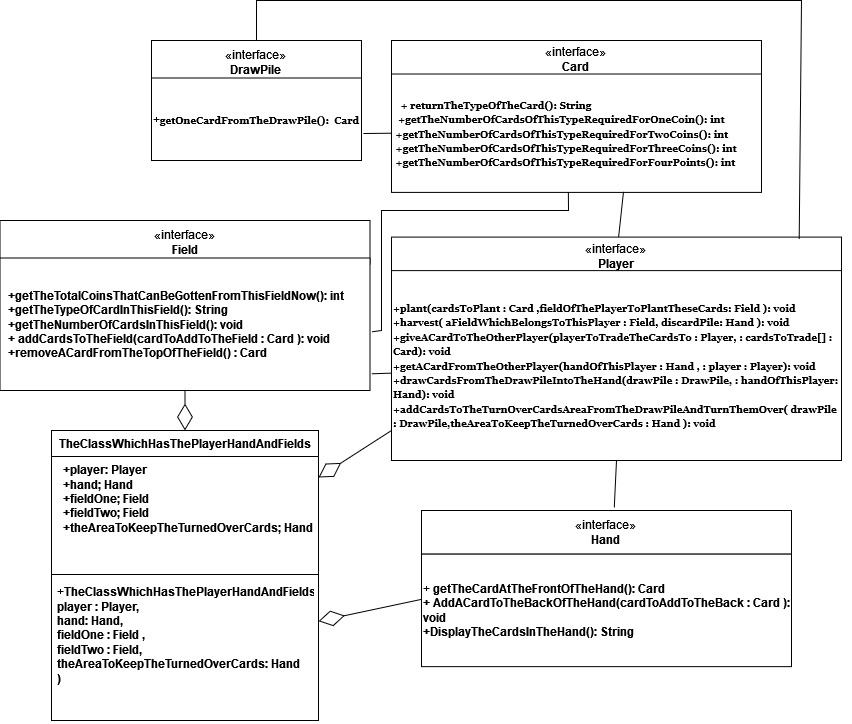 «interface»
DrawPile
+getOneCardFromTheDrawPile(): Card
«interface»
Card
+ returnTheTypeOfTheCard(): String
+getTheNumberOfCardsOfThisTypeRequiredForOneCoin(): int
+getTheNumberOfCardsOfThisTypeRequiredForTwoCoins(): int
+getTheNumberOfCardsOfThisTypeRequiredForThreeCoins(): int
+getTheNumberOfCardsOfThisTypeRequiredForFourPoints(): int
«interface»
Field
+getTheTotalCoinsThatCanBeGottenFromThisFieldNow(): int
+getTheTypeOfCardInThisField(): String
+getTheNumberOfCardsInThisField(): void
+ addCardsToTheField(cardToAddToTheField : Card ): void
+removeACardFromTheTopOfTheField() : Card
«interface»
Player
+plant(cardsToPlant : Card ,fieldOfThePlayerToPlantTheseCards: Field ): void
+harvest( aFieldWhichBelongsToThisPlayer : Field, discardPile: Hand ): void
+giveACardToTheOtherPlayer(playerToTradeTheCardsTo : Player, : cardsToTrade[] :
Card): void
+getACardFromTheOtherPlayer(handOfThisPlayer : Hand , : player : Player): void
+drawCardsFromTheDrawPileIntoTheHand(drawPile : DrawPile, : handOfThisPlayer:
Hand): void
+addCardsToTheTurnOverCardsAreaFromTheDrawPileAndTurnThemOver( drawPile
: DrawPile,theAreaToKeepTheTurnedOverCards : Hand ): void
TheClassWhichHasThePlayerHandAndFields
+player: Player
+hand; Hand
+fieldOne; Field
+fieldTwo; Field
+theAreaToKeepTheTurnedOverCards; Hand
+TheClassWhichHasThePlayerHandAndFields
player : Player,
hand: Hand,
fieldOne : Field ,
fieldTwo : Field,
theAreaToKeepTheTurnedOverCards: Hand
)
«interface»
Hand
+ getTheCardAtTheFrontOfTheHand(): Card
+ AddACardToTheBackOfTheHand(cardToAddToTheBack : Card ):
void
+DisplayTheCardsInTheHand(): String